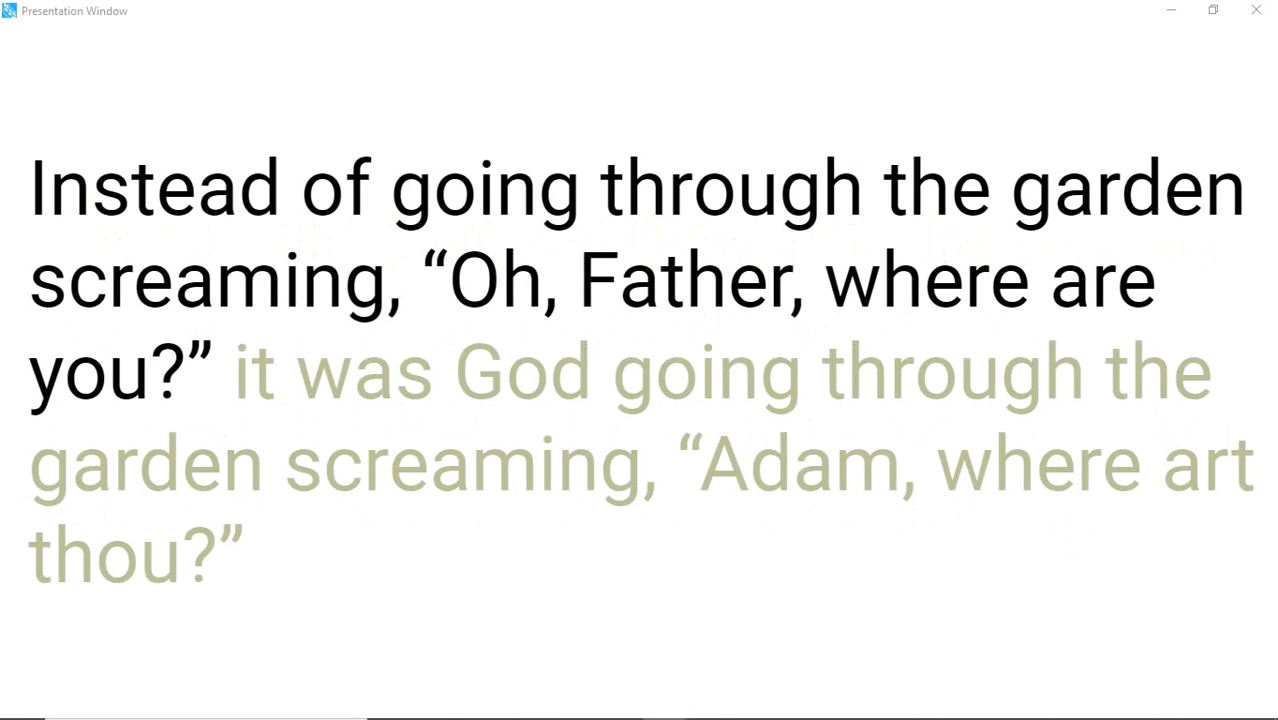 Presentation Window
Instead of going through the garden
screaming, “Oh, Father, where are
you?” it was God going through the
garden screaming, “Adam, where art
thou?”